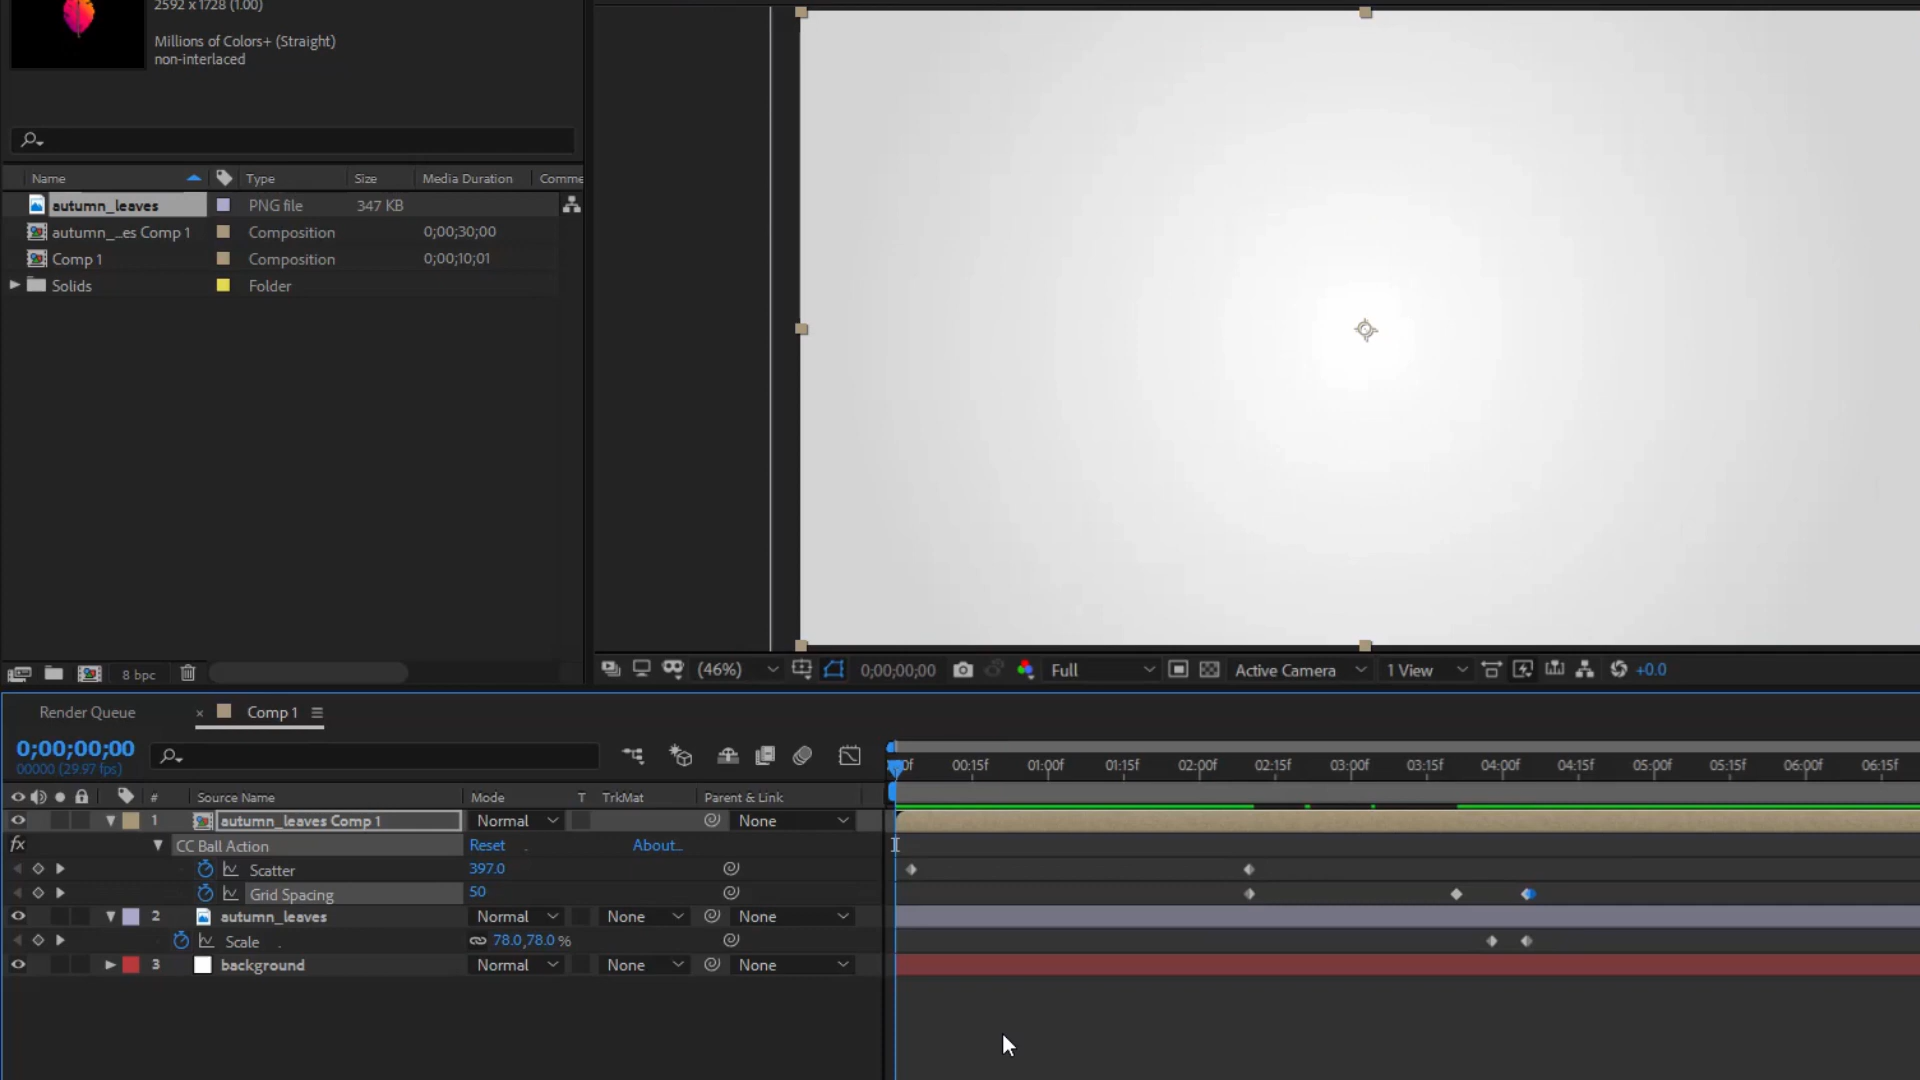 2592 x 1728 (1.00)
Millions of Colors+ (Straight)
non-interlaced
Name Type Size Media Duration Comme
autumn_leaves PNG file 347 KB
autumn_...es Comp 1 Composition 0;00;30;00
Comp 1 Composition 0;00;10;01
Solids Folder
8 bpc
(46%) 0;00;00;00 Full Active Camera 1 View +0.0
Render Queue × Comp 1
0;00;00;00
00000 (29.97 fps)
0f 00:15f 01:00f 01:15f 02:00f 02:15f 03:00f 03:15f 04:00f 04:15f 05:00f 05:15f 06:00f 06:15f
# Source Name Mode T TrkMat Parent & Link
1 autumn_leaves Comp 1 Normal None
fx CC Ball Action Reset About...
Scatter 397.0
Grid Spacing 50
2 autumn_leaves Normal None None
Scale 78.0,78.0 %
3 background Normal None None